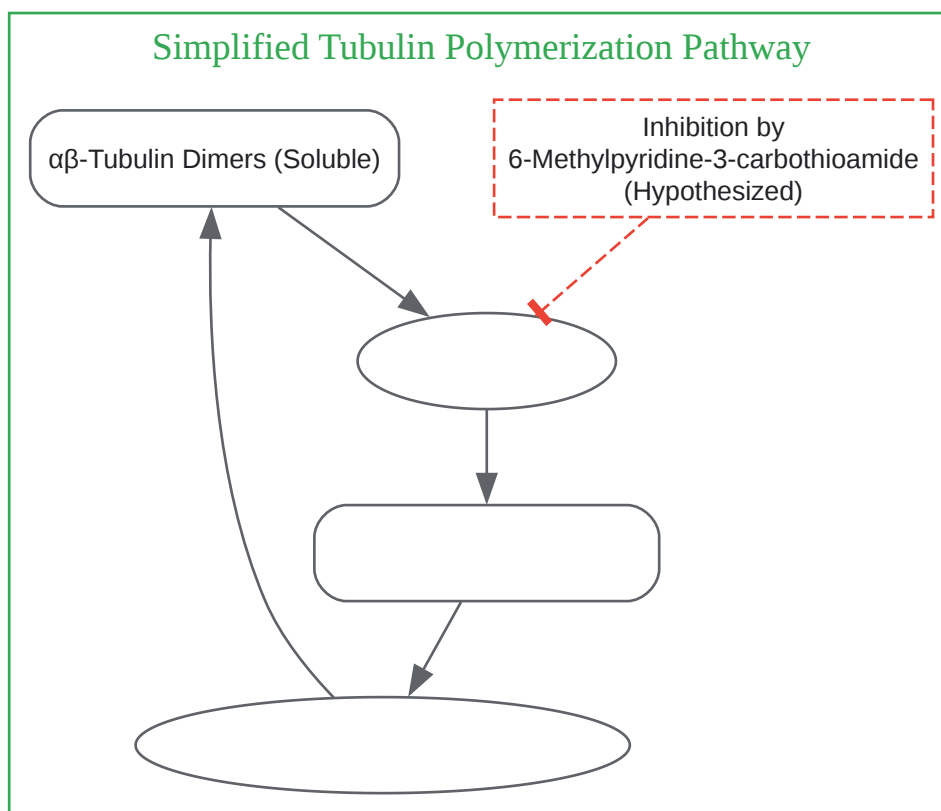 Simplified Tubulin Polymerization Pathway
αβ-Tubulin Dimers (Soluble)
Inhibition by
6-Methylpyridine-3-carbothioamide
(Hypothesized)